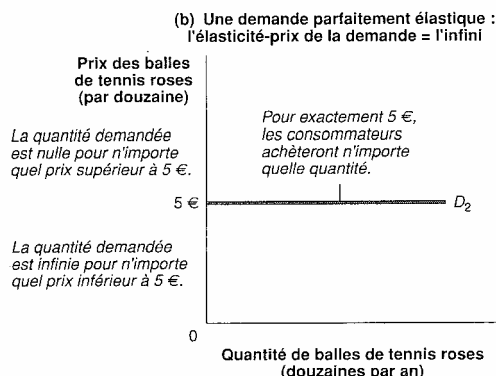 (b) Une demande parfaitement élastique :
l'élasticité-prix de la demande = l'infini
Prix des balles
de tennis roses
(par douzaine)
La quantité demandée
est nulle pour n'importe
quel prix supérieur à 5 €.
Pour exactement 5 €,
les consommateurs
achèteront n'importe
quelle quantité.
5 €
D₂
La quantité demandée
est infinie pour n'importe
quel prix inférieur à 5 €.
0
Quantité de balles de tennis roses
(douzaines par an)